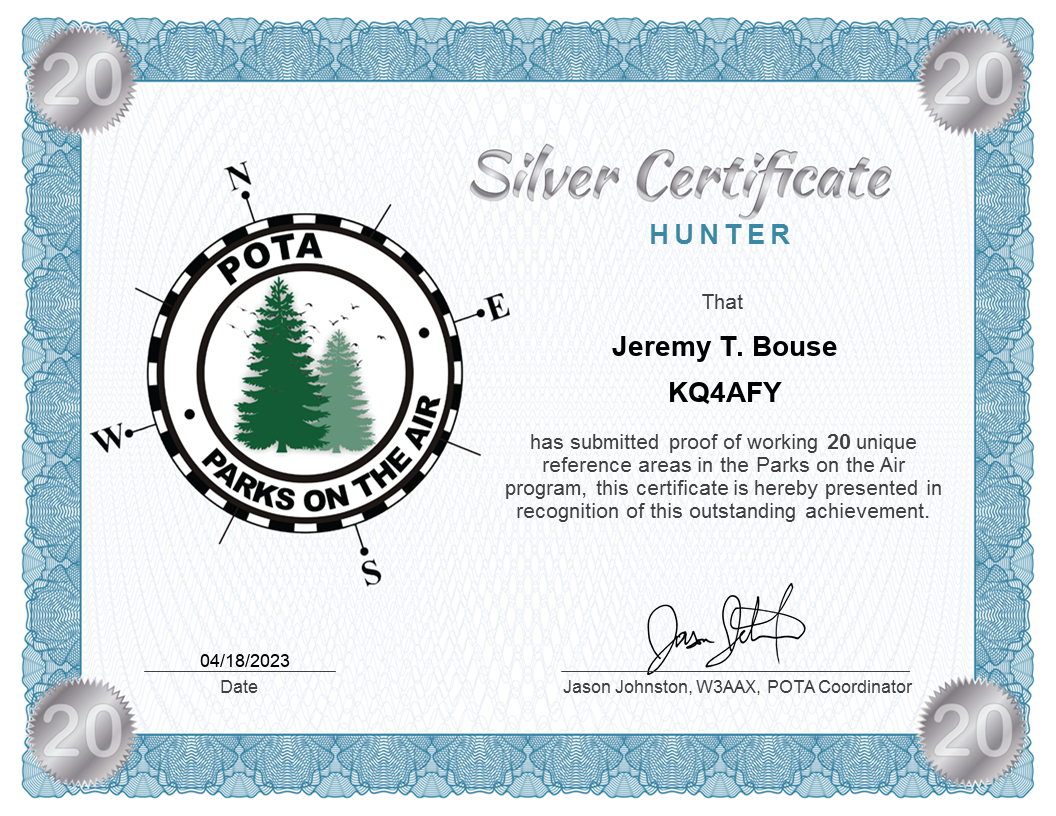 20
20
Silver Certificate
HUNTER
N
E
S
W
POTA
PARKS ON THE AIR
That
Jeremy T. Bouse
KQ4AFY
has submitted proof of working 20 unique
reference areas in the Parks on the Air
program, this certificate is hereby presented in
recognition of this outstanding achievement.
04/18/2023
Date
Jason Johnston, W3AAX, POTA Coordinator
20
20